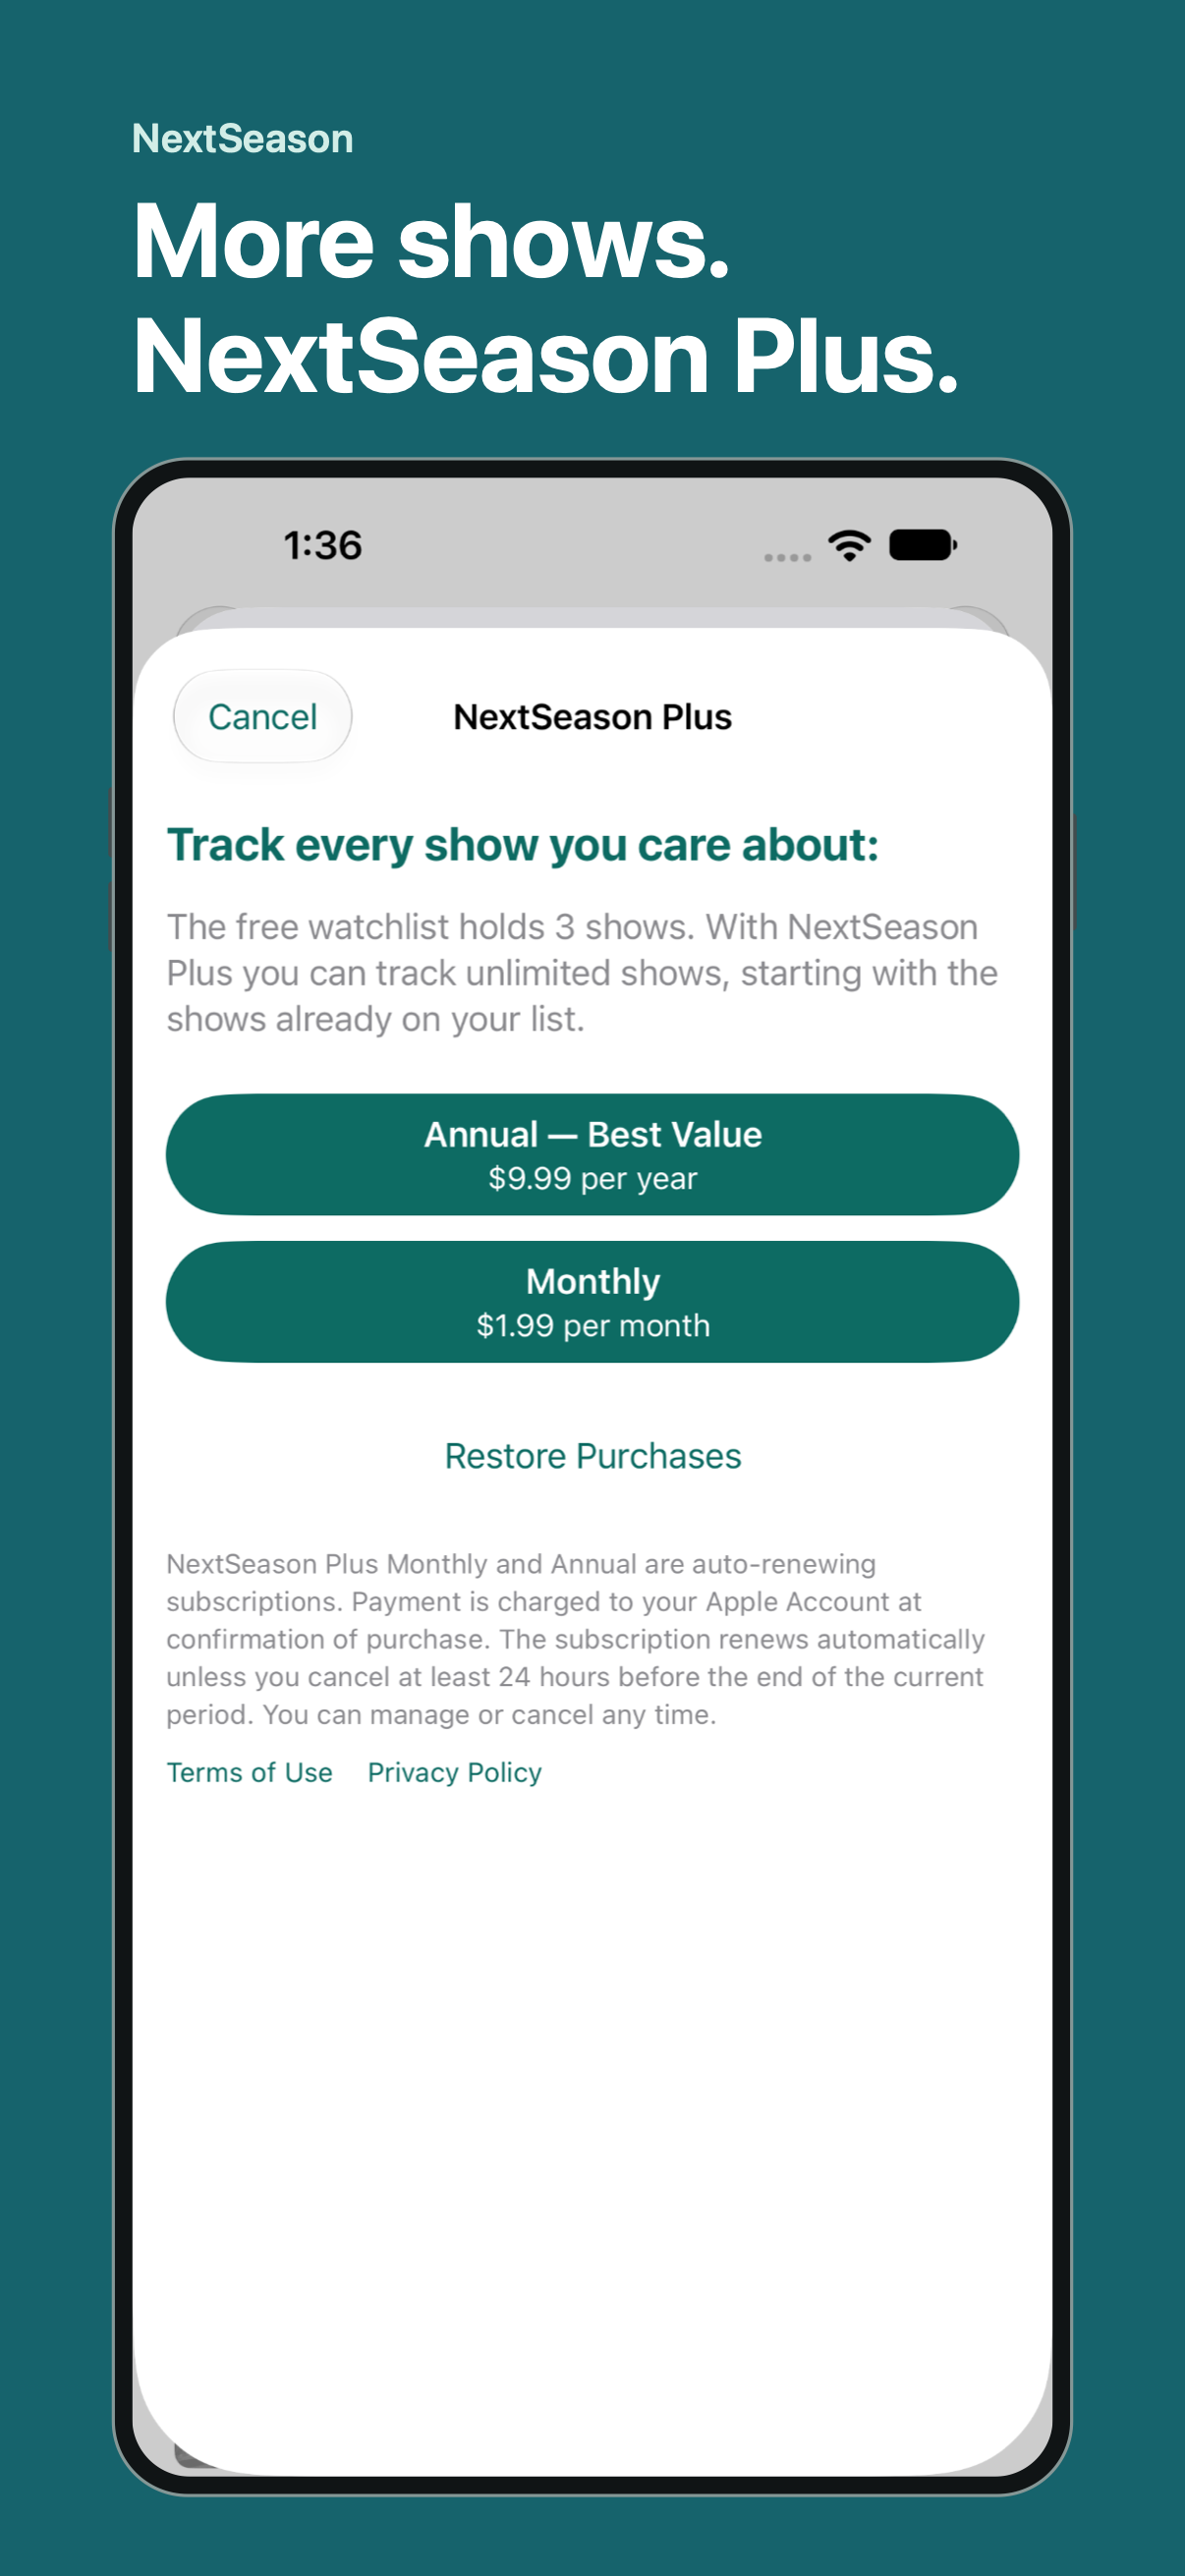 NextSeason
More shows.
NextSeason Plus.
1:36
Cancel
NextSeason Plus
Track every show you care about:
The free watchlist holds 3 shows. With NextSeason
Plus you can track unlimited shows, starting with the
shows already on your list.
Annual — Best Value
$9.99 per year
Monthly
$1.99 per month
Restore Purchases
NextSeason Plus Monthly and Annual are auto-renewing
subscriptions. Payment is charged to your Apple Account at
confirmation of purchase. The subscription renews automatically
unless you cancel at least 24 hours before the end of the current
period. You can manage or cancel any time.
Terms of Use Privacy Policy